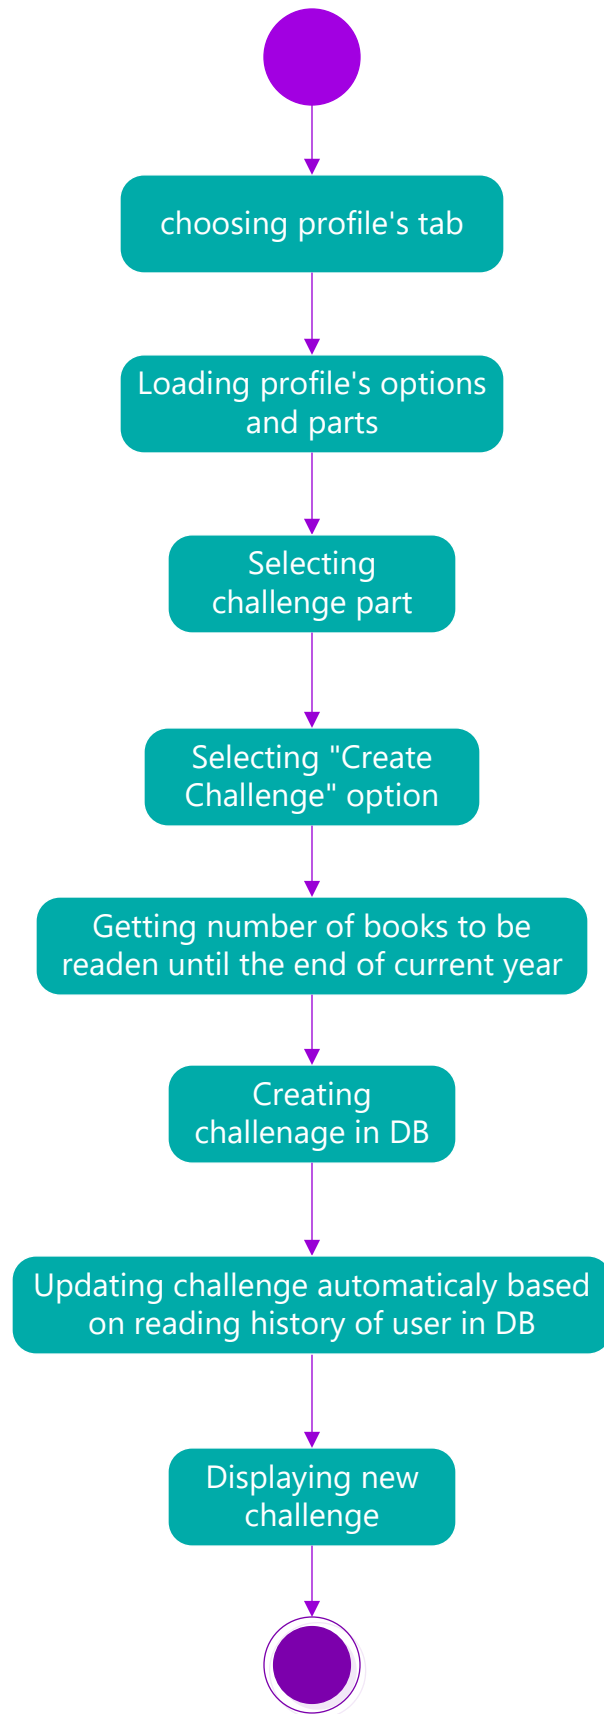 choosing profile's tab
Loading profile's options
and parts
Selecting
challenge part
Selecting "Create
Challenge" option
Getting number of books to be
readen until the end of current year
Creating
challenage in DB
Updating challenge automaticaly based
on reading history of user in DB
Displaying new
challenge